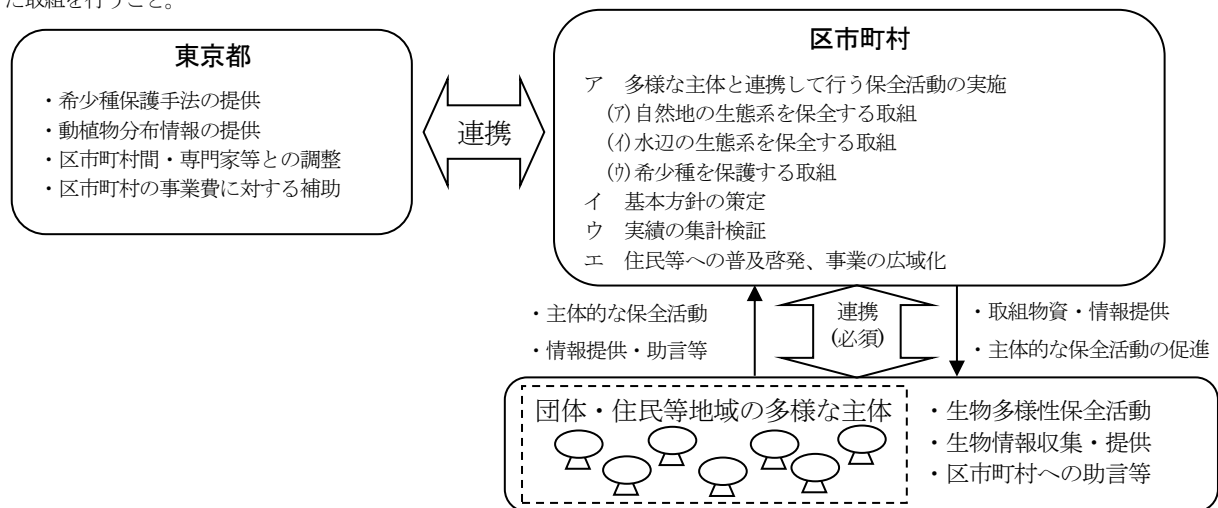 た取組を行うこと。
東京都
・希少種保護手法の提供
・動植物分布情報の提供
・区市町村間・専門家等との調整
・区市町村の事業費に対する補助
連携
区市町村
ア 多様な主体と連携して行う保全活動の実施
(ｱ)自然地の生態系を保全する取組
(ｲ)水辺の生態系を保全する取組
(ｳ)希少種を保護する取組
イ 基本方針の策定
ウ 実績の集計検証
エ 住民等への普及啓発、事業の広域化
・主体的な保全活動
・情報提供・助言等
連携
(必須)
・取組物資・情報提供
・主体的な保全活動の促進
団体・住民等地域の多様な主体
・生物多様性保全活動
・生物情報収集・提供
・区市町村への助言等